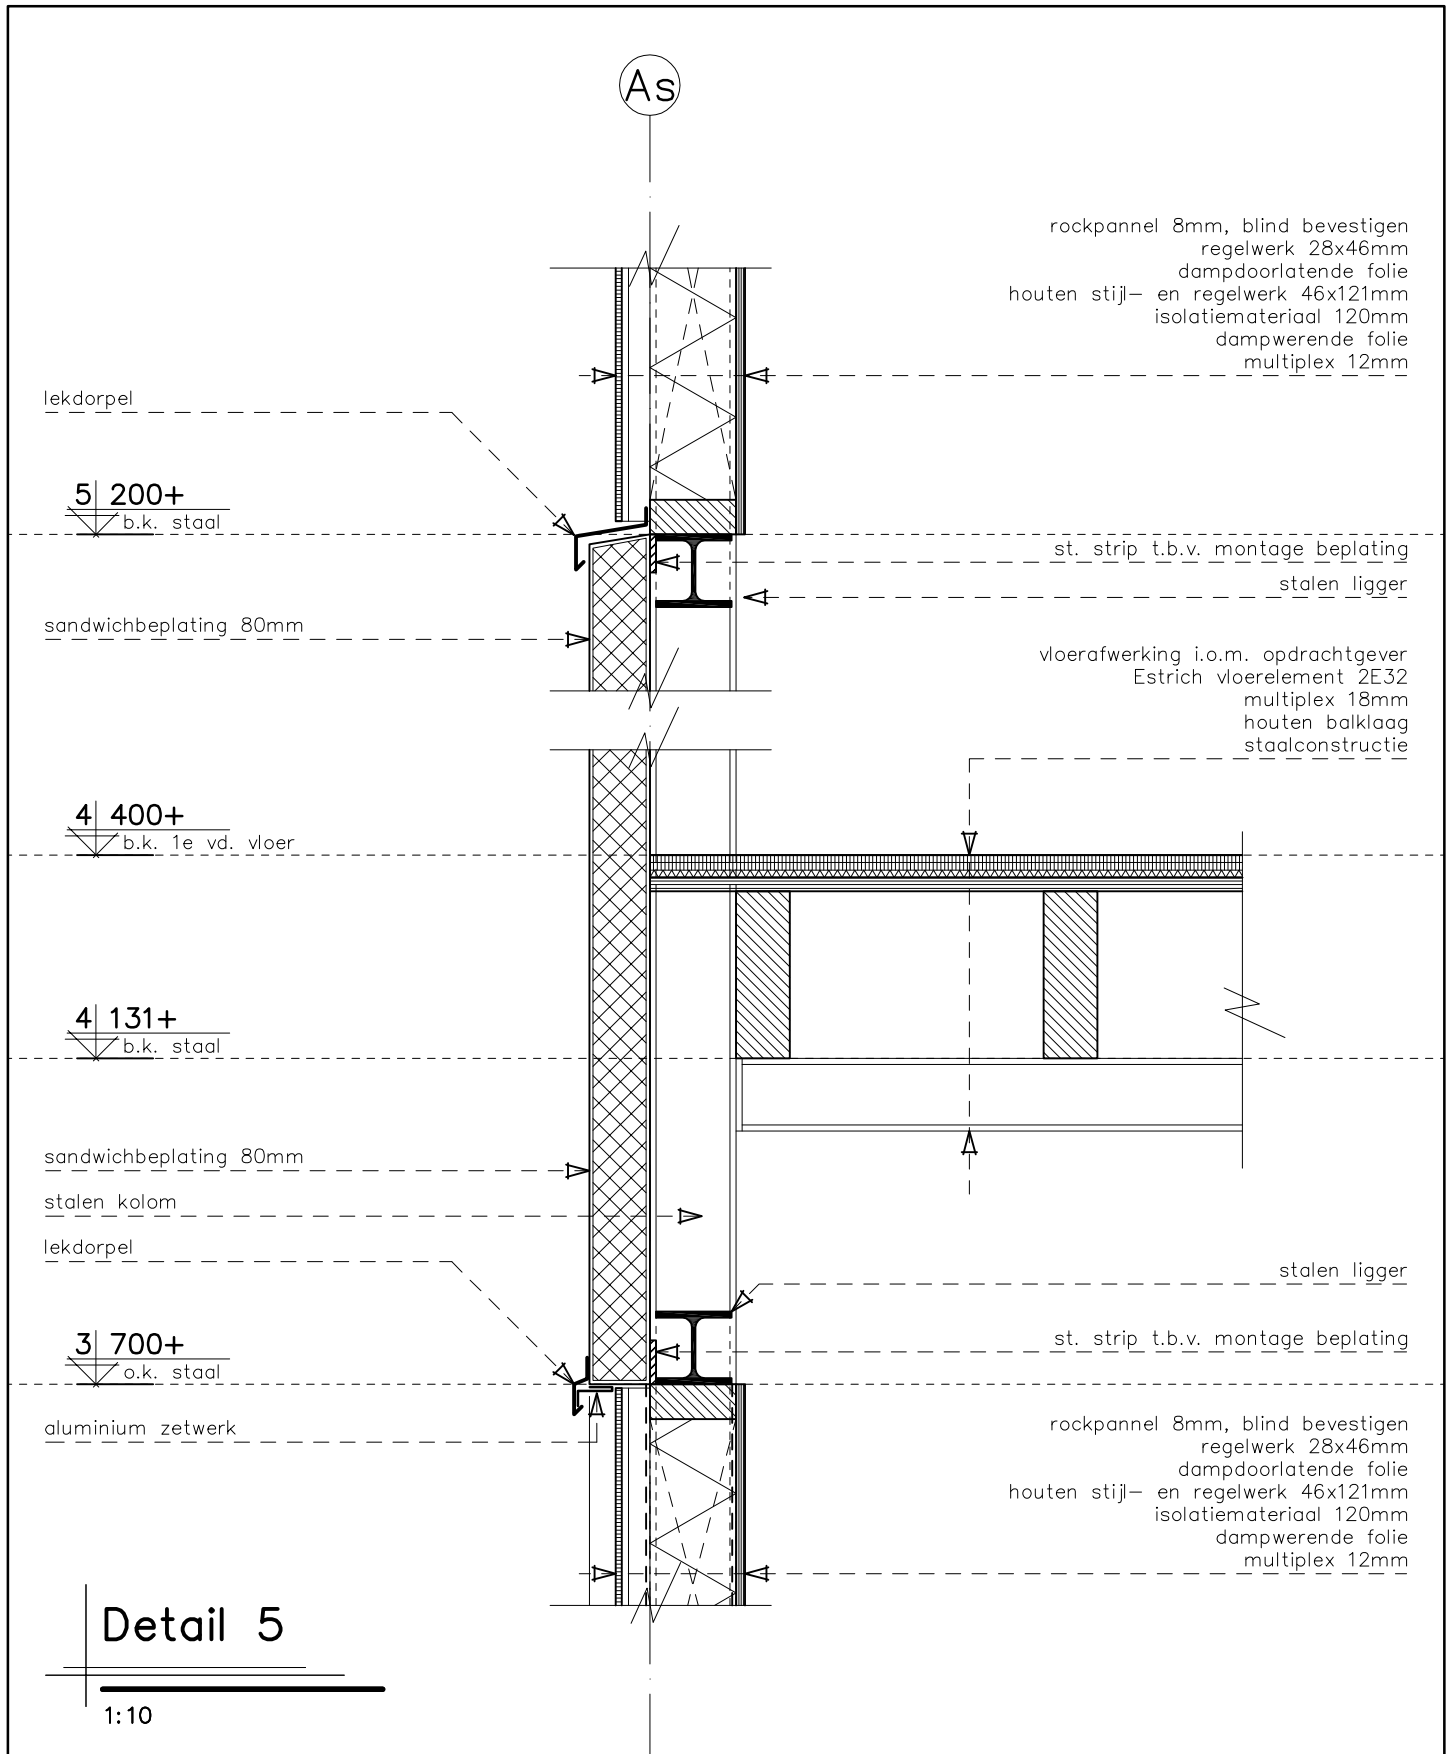 As
rockpannel 8mm, blind bevestigen
regelwerk 28x46mm
dampdoorlatende folie
houten stijl- en regelwerk 46x121mm
isolatiemateriaal 120mm
dampwerende folie
multiplex 12mm
lekdorpel
5 200+
b.k. staal
st. strip t.b.v. montage beplating
stalen ligger
sandwichbeplating 80mm
vloerafwerking i.o.m. opdrachtgever
Estrich vloerelement 2E32
multiplex 18mm
houten balklaag
staalconstructie
4 400+
b.k. 1e vd. vloer
4 131+
b.k. staal
sandwichbeplating 80mm
stalen kolom
lekdorpel
stalen ligger
3 700+
o.k. staal
st. strip t.b.v. montage beplating
aluminium zetwerk
rockpannel 8mm, blind bevestigen
regelwerk 28x46mm
dampdoorlatende folie
houten stijl- en regelwerk 46x121mm
isolatiemateriaal 120mm
dampwerende folie
multiplex 12mm
Detail 5
1:10